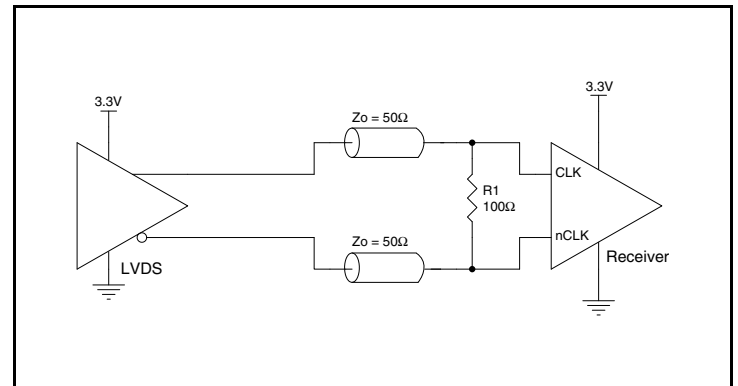 3.3V
3.3V
Zo = 50Ω
CLK
R1
100Ω
nCLK
Zo = 50Ω
Receiver
LVDS